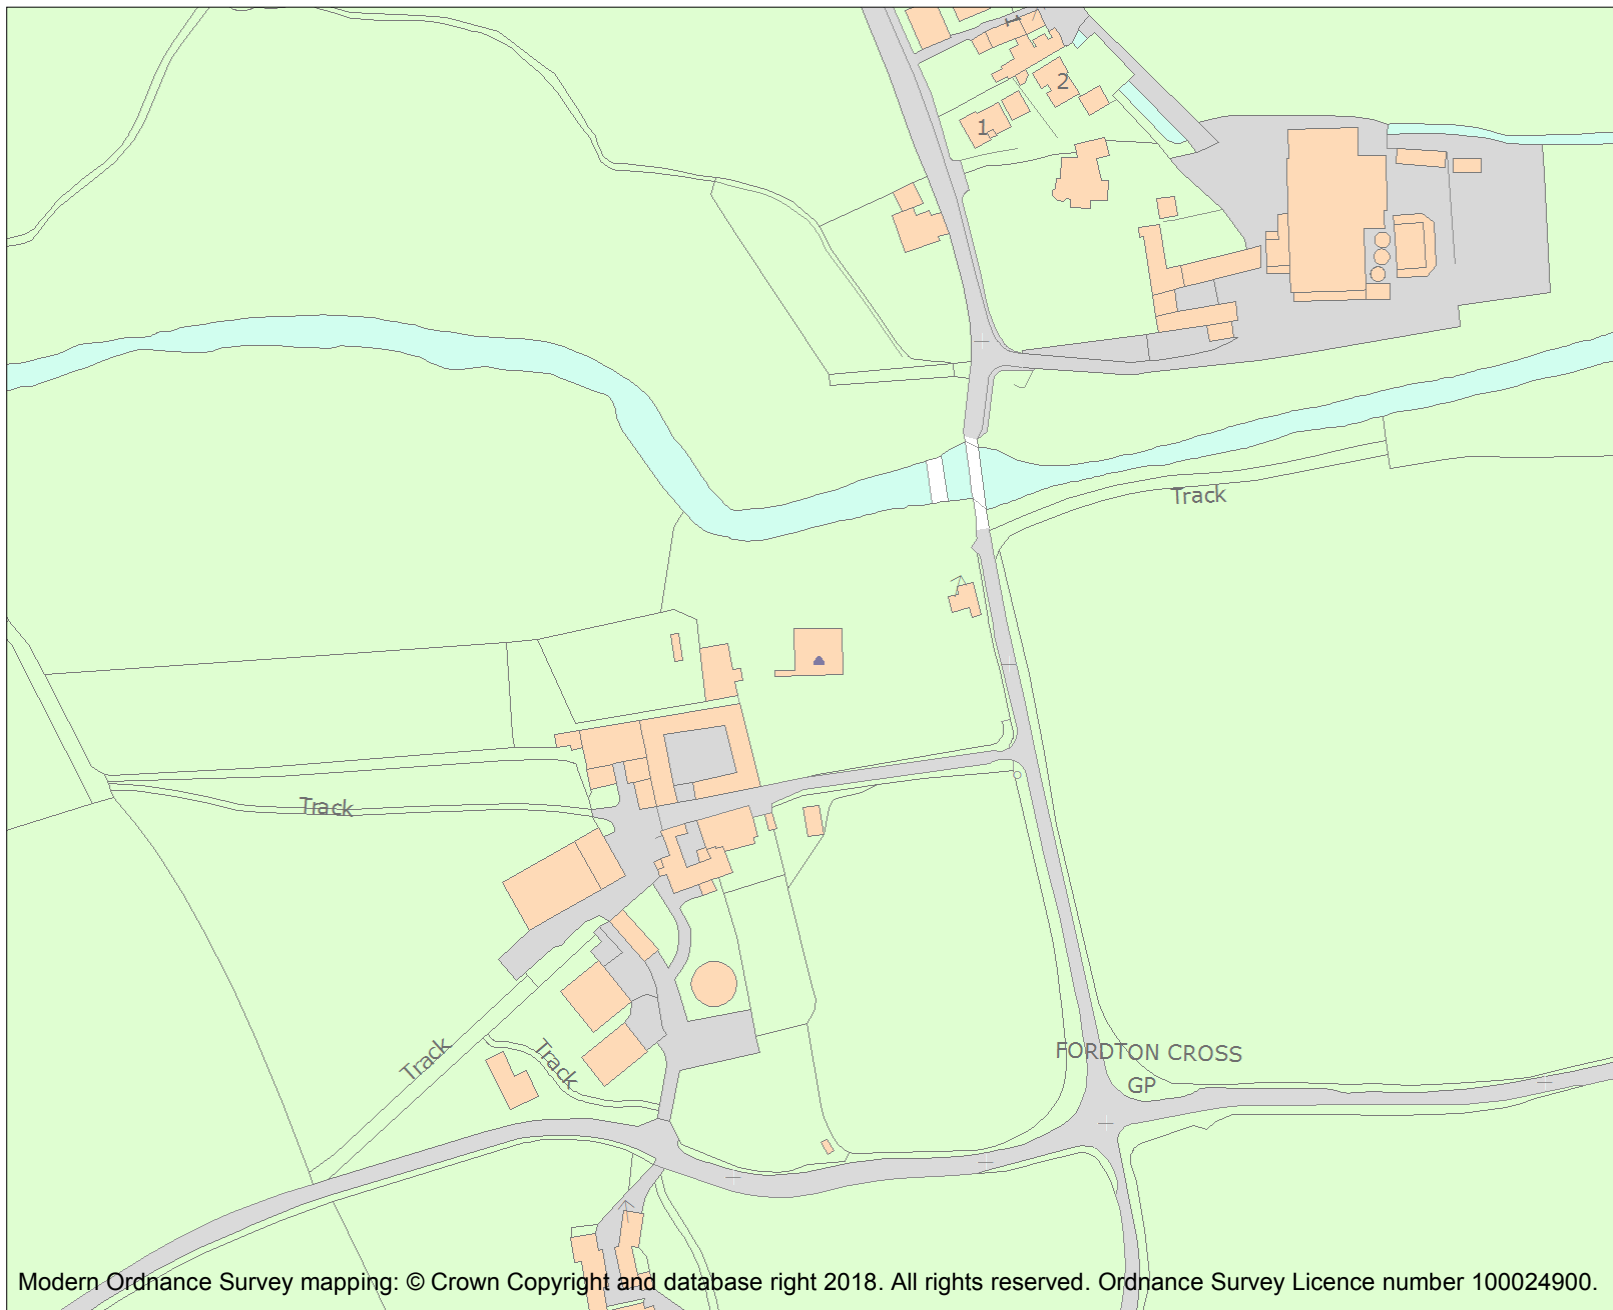 1
2
1
Track
Track
Track
Track
FORDTON CROSS
GP
Modern Ordnance Survey mapping: © Crown Copyright and database right 2018. All rights reserved. Ordnance Survey Licence number 100024900.